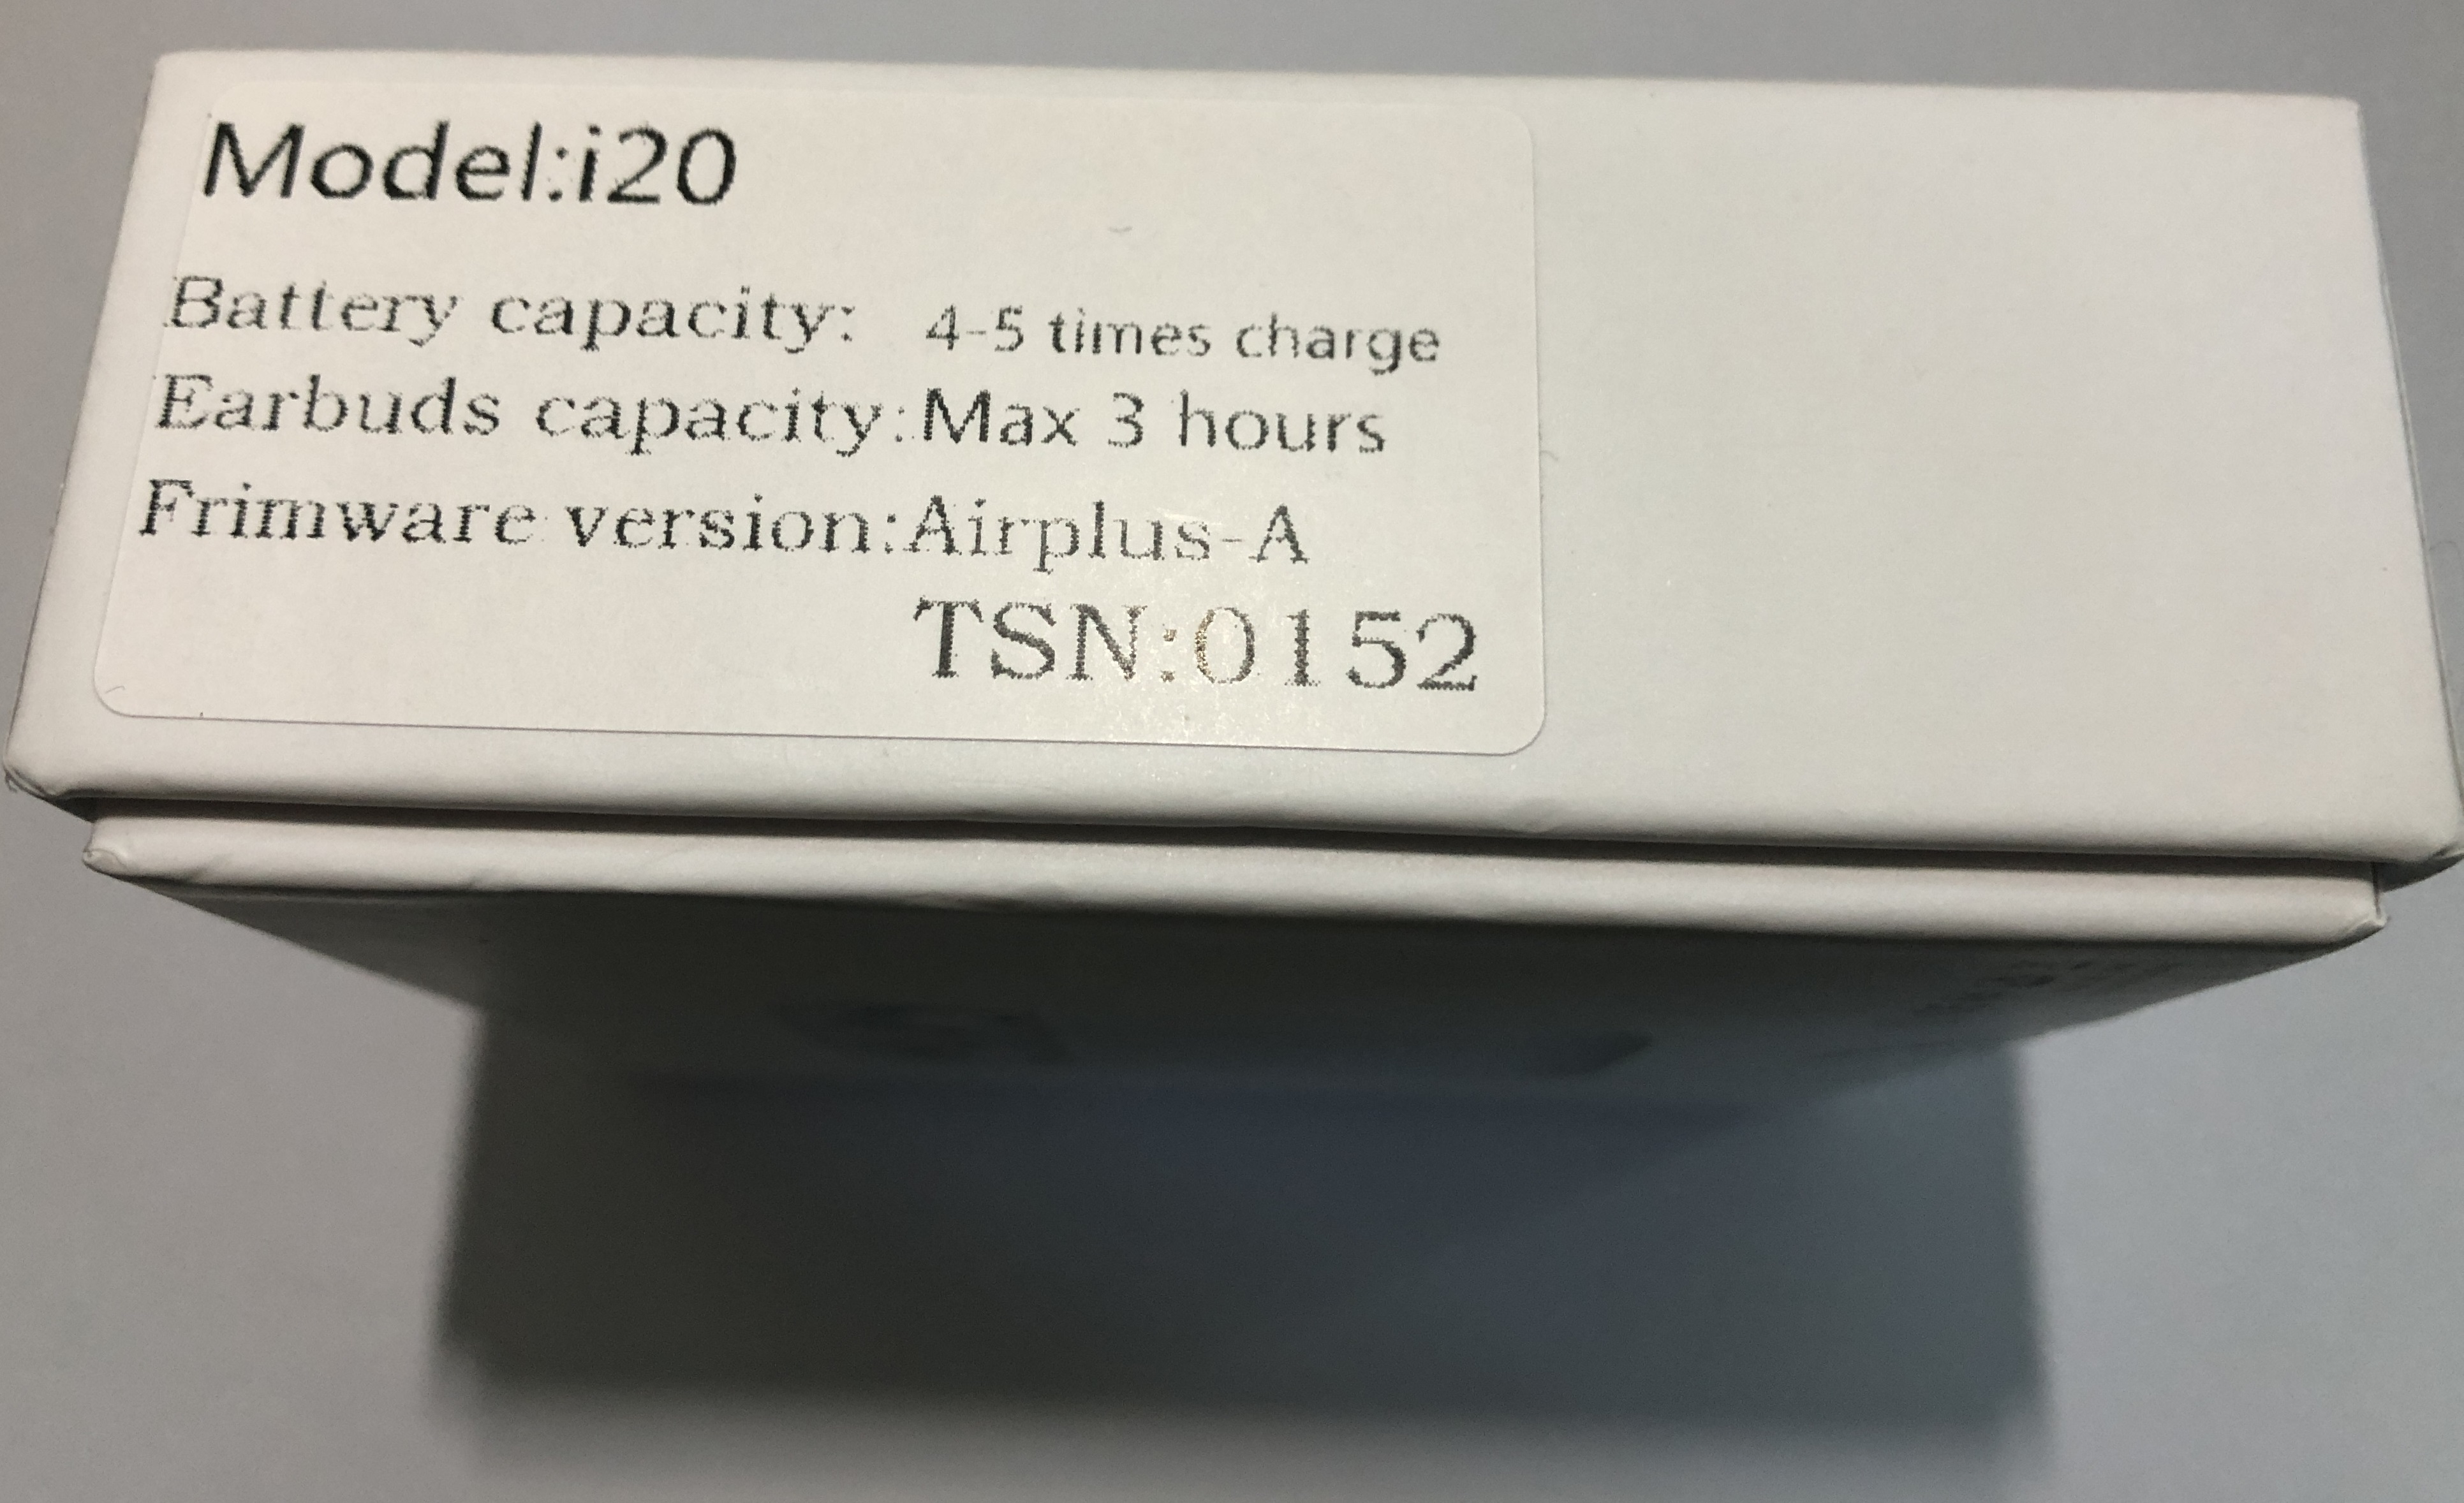 Model:i20
Battery capacity: 4-5 times charge
Earbuds capacity:Max 3 hours
Frimware version:Airplus-A
TSN:0152